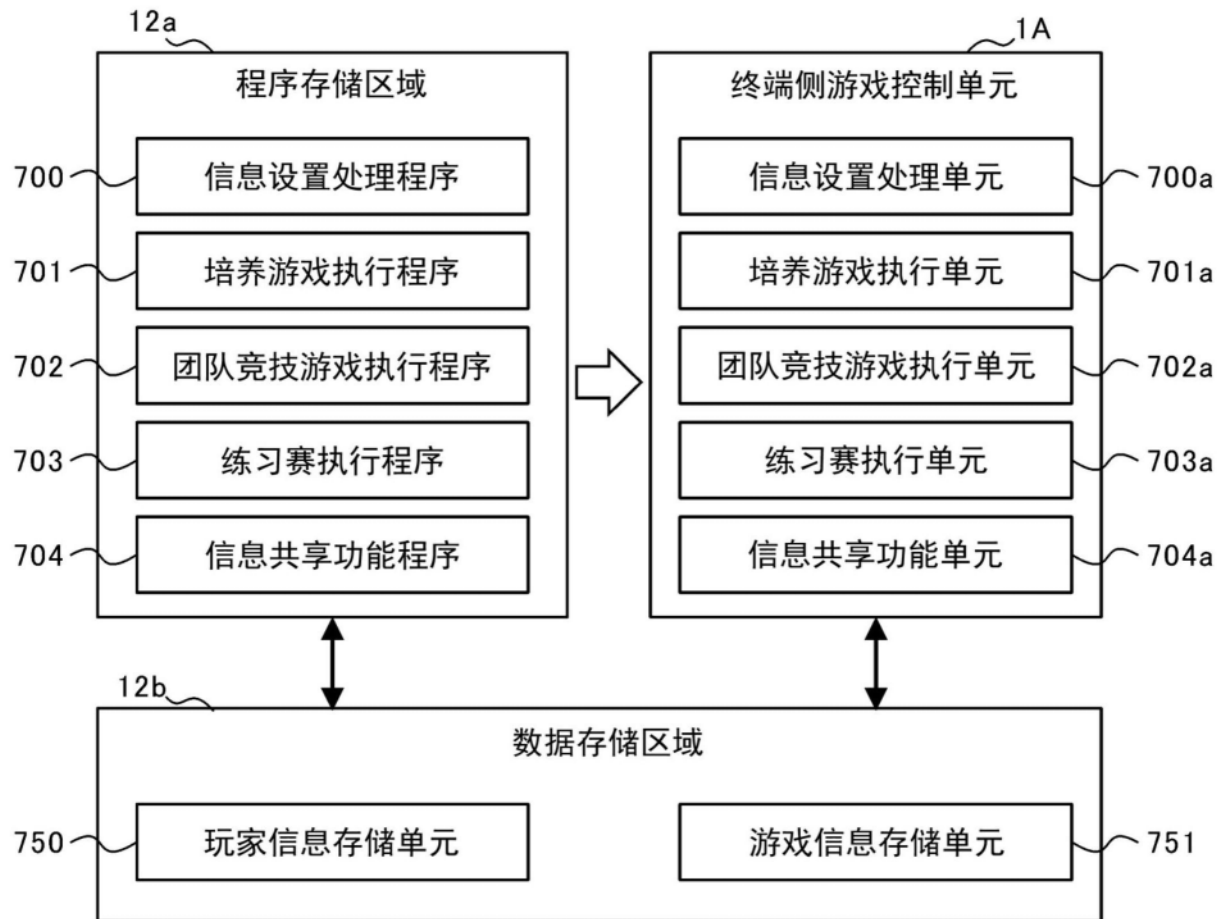 12a
程序存储区域
700
信息设置处理程序
701
培养游戏执行程序
702
团队竞技游戏执行程序
703
练习赛执行程序
704
信息共享功能程序
1A
终端侧游戏控制单元
信息设置处理单元
700a
培养游戏执行单元
701a
团队竞技游戏执行单元
702a
练习赛执行单元
703a
信息共享功能单元
704a
12b
数据存储区域
750
玩家信息存储单元
游戏信息存储单元
751